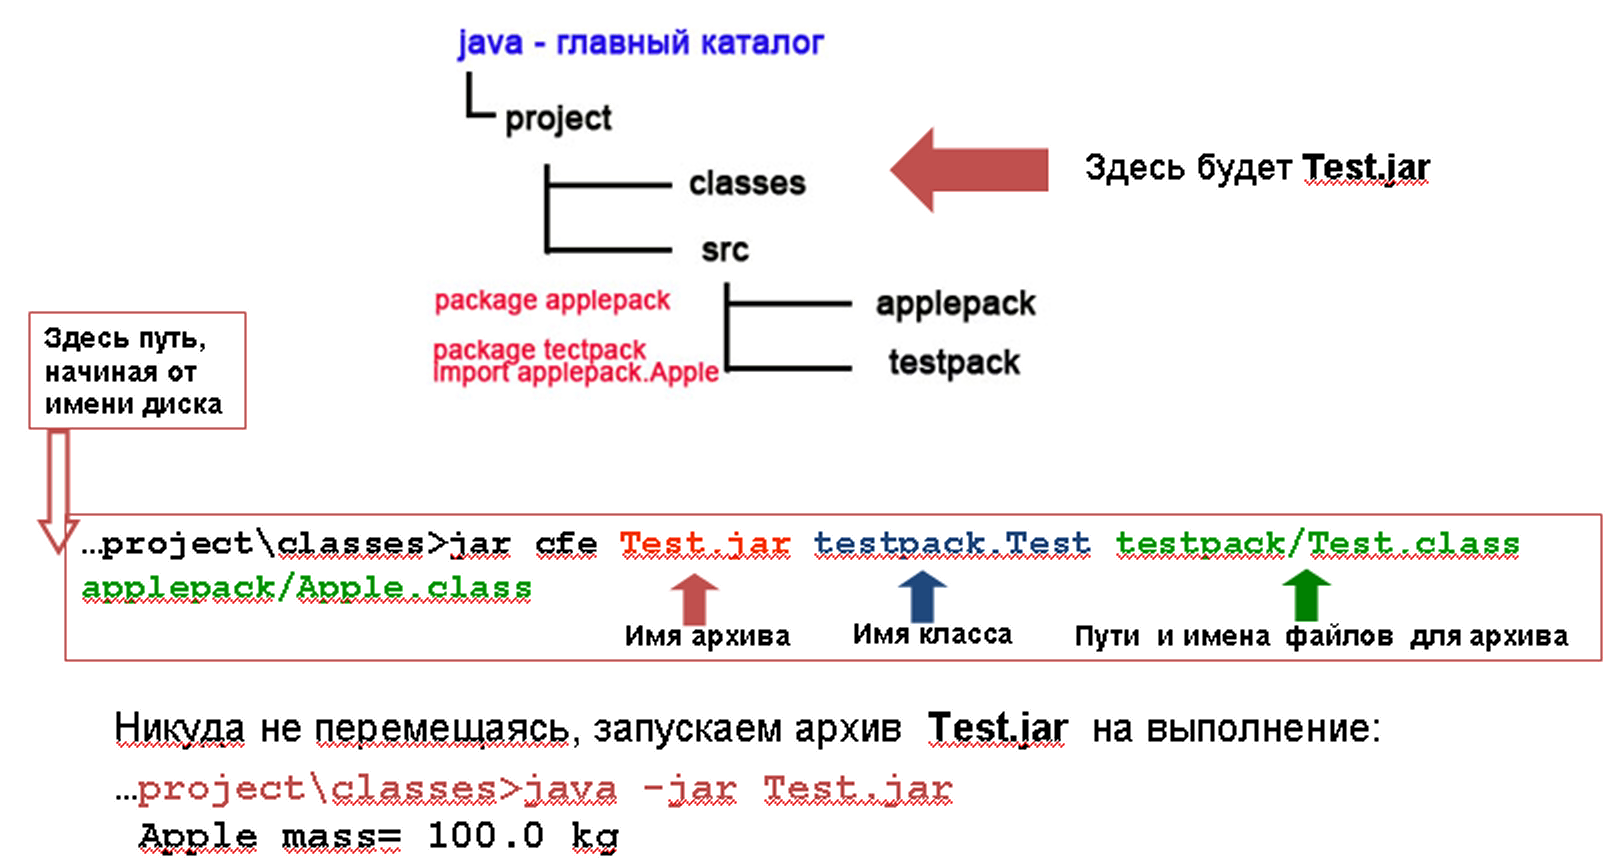 java - главный каталог
project
classes
Здесь будет Test.jar
src
package applepack
applepack
package tectpack
import applepack.Apple
testpack
Здесь путь,
начиная от
имени диска
...project\classes>jar cfe Test.jar testpack.Test testpack/Test.class
applepack/Apple.class
Имя архива
Имя класса
Пути и имена файлов для архива
Никуда не перемещаясь, запускаем архив Test.jar на выполнение:
...project\classes>java -jar Test.jar
Apple mass= 100.0 kg